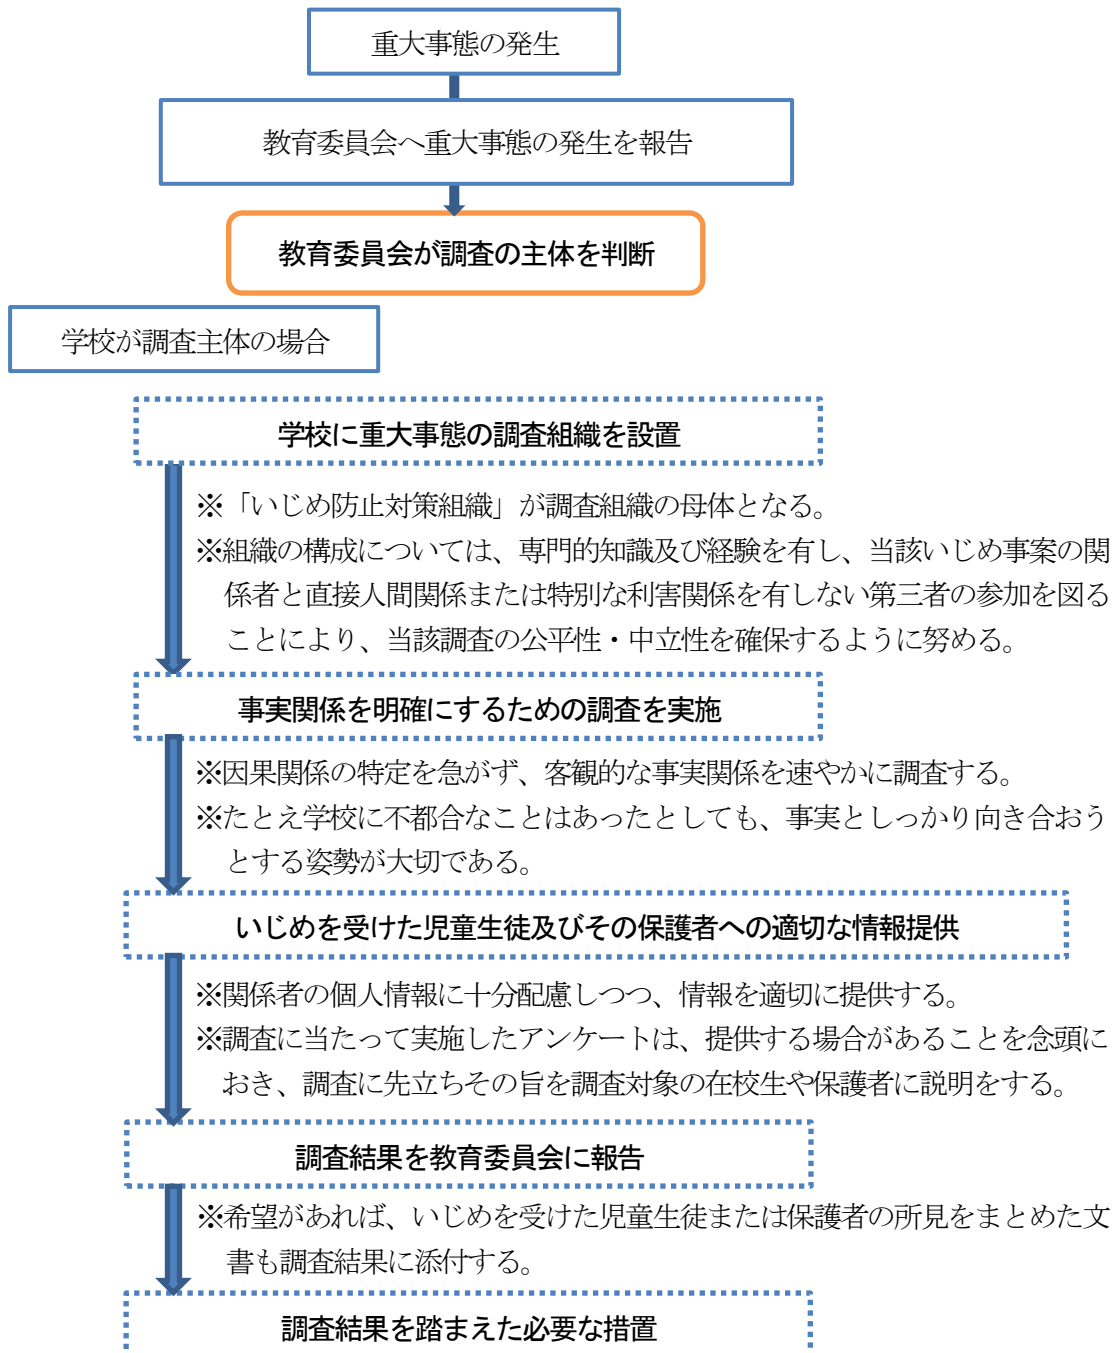 重大事態の発生
教育委員会へ重大事態の発生を報告
教育委員会が調査の主体を判断
学校が調査主体の場合
学校に重大事態の調査組織を設置
※「いじめ防止対策組織」が調査組織の母体となる。
※組織の構成については、専門的知識及び経験を有し、当該いじめ事案の関
係者と直接人間関係または特別な利害関係を有しない第三者の参加を図る
ことにより、当該調査の公平性・中立性を確保するように努める。
事実関係を明確にするための調査を実施
※因果関係の特定を急がず、客観的な事実関係を速やかに調査する。
※たとえ学校に不都合なことはあったとしても、事実としっかり向き合おう
とする姿勢が大切である。
いじめを受けた児童生徒及びその保護者への適切な情報提供
※関係者の個人情報に十分配慮しつつ、情報を適切に提供する。
※調査に当たって実施したアンケートは、提供する場合があることを念頭に
おき、調査に先立ちその旨を調査対象の在校生や保護者に説明をする。
調査結果を教育委員会に報告
※希望があれば、いじめを受けた児童生徒または保護者の所見をまとめた文
書も調査結果に添付する。
調査結果を踏まえた必要な措置